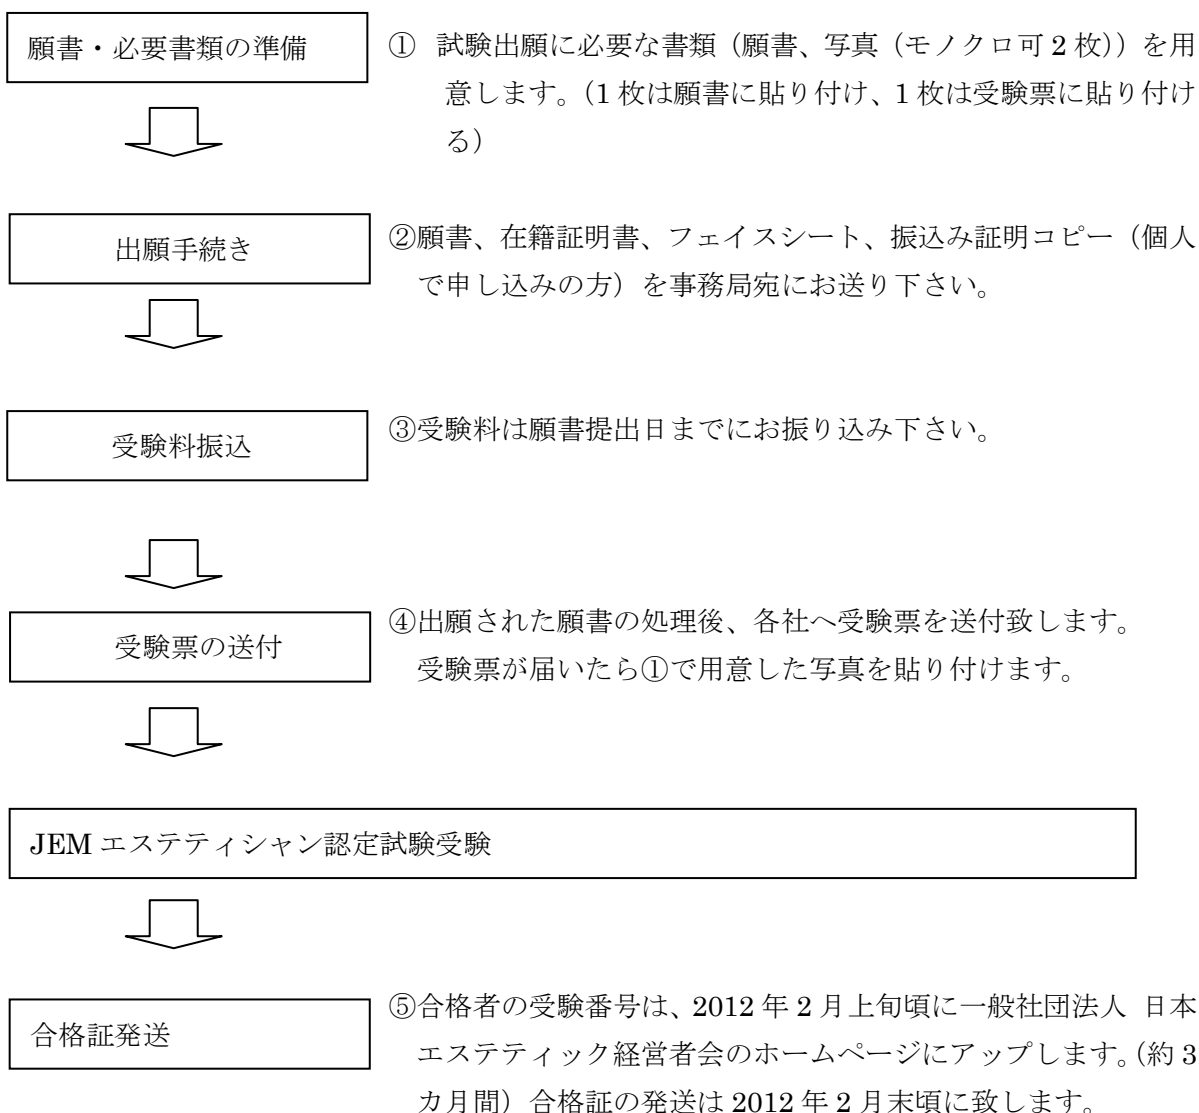 願書・必要書類の準備
① 試験出願に必要な書類（願書、写真（モノクロ可 2 枚））を用
意します。（1 枚は願書に貼り付け、1 枚は受験票に貼り付け
る）
出願手続き
②願書、在籍証明書、フェイスシート、振込み証明コピー（個人
で申し込みの方）を事務局宛にお送り下さい。
受験料振込
③受験料は願書提出日までにお振り込み下さい。
受験票の送付
④出願された願書の処理後、各社へ受験票を送付致します。
受験票が届いたら①で用意した写真を貼り付けます。
JEM エステティシャン認定試験受験
合格証発送
⑤合格者の受験番号は、2012 年 2 月上旬頃に一般社団法人 日本
エステティック経営者会のホームページにアップします。（約 3
カ月間）合格証の発送は 2012 年 2 月末頃に致します。